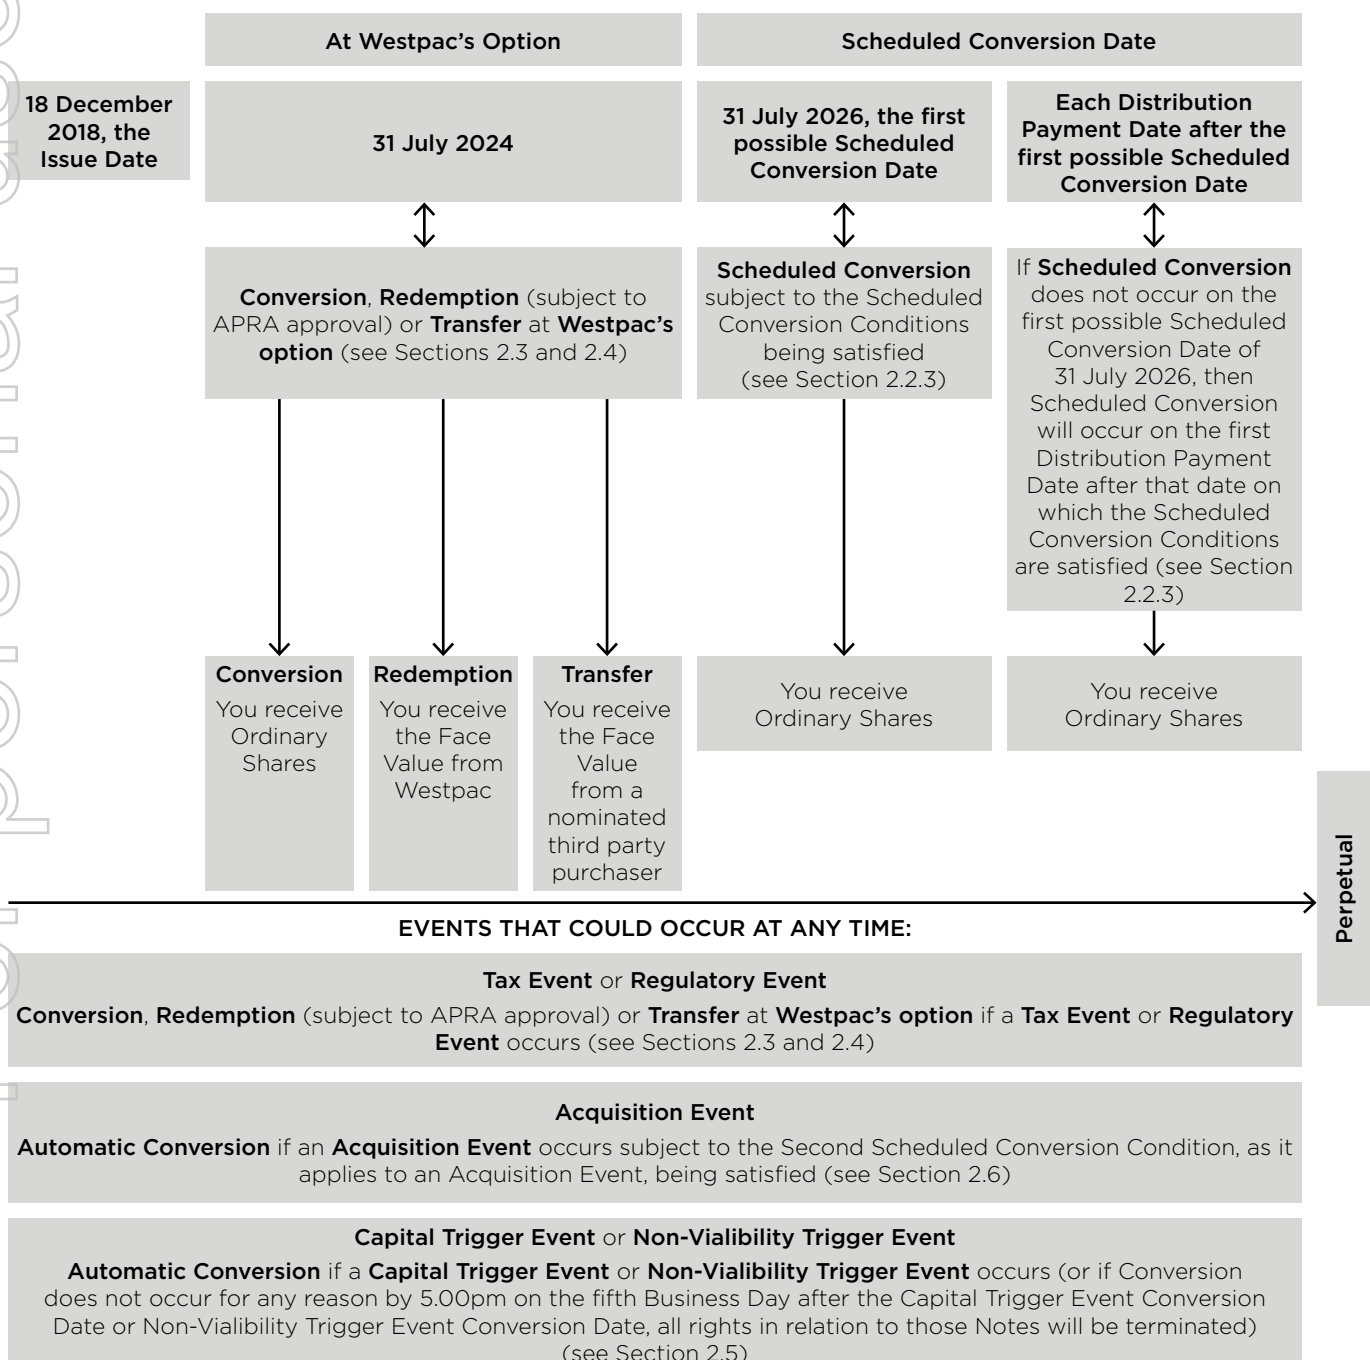 At Westpac's Option
Scheduled Conversion Date
18 December
2018, the
Issue Date
31 July 2024
31 July 2026, the first
possible Scheduled
Conversion Date
Each Distribution
Payment Date after the
first possible Scheduled
Conversion Date
Conversion, Redemption (subject to
APRA approval) or Transfer at Westpac's
option (see Sections 2.3 and 2.4)
Scheduled Conversion
subject to the Scheduled
Conversion Conditions
being satisfied
(see Section 2.2.3)
If Scheduled Conversion
does not occur on the
first possible Scheduled
Conversion Date of
31 July 2026, then
Scheduled Conversion
will occur on the first
Distribution Payment
Date after that date on
which the Scheduled
Conversion Conditions
are satisfied (see Section
2.2.3)
Conversion
You receive
Ordinary
Shares
Redemption
You receive
the Face
Value from
Westpac
Transfer
You receive
the Face
Value
from a
nominated
third party
purchaser
You receive
Ordinary Shares
You receive
Ordinary Shares
Perpetual
EVENTS THAT COULD OCCUR AT ANY TIME:
Tax Event or Regulatory Event
Conversion, Redemption (subject to APRA approval) or Transfer at Westpac's option if a Tax Event or Regulatory
Event occurs (see Sections 2.3 and 2.4)
Acquisition Event
Automatic Conversion if an Acquisition Event occurs subject to the Second Scheduled Conversion Condition, as it
applies to an Acquisition Event, being satisfied (see Section 2.6)
Capital Trigger Event or Non-Vialibility Trigger Event
Automatic Conversion if a Capital Trigger Event or Non-Vialibility Trigger Event occurs (or if Conversion
does not occur for any reason by 5.00pm on the fifth Business Day after the Capital Trigger Event Conversion
Date or Non-Vialibility Trigger Event Conversion Date, all rights in relation to those Notes will be terminated)
(see Section 2.5)